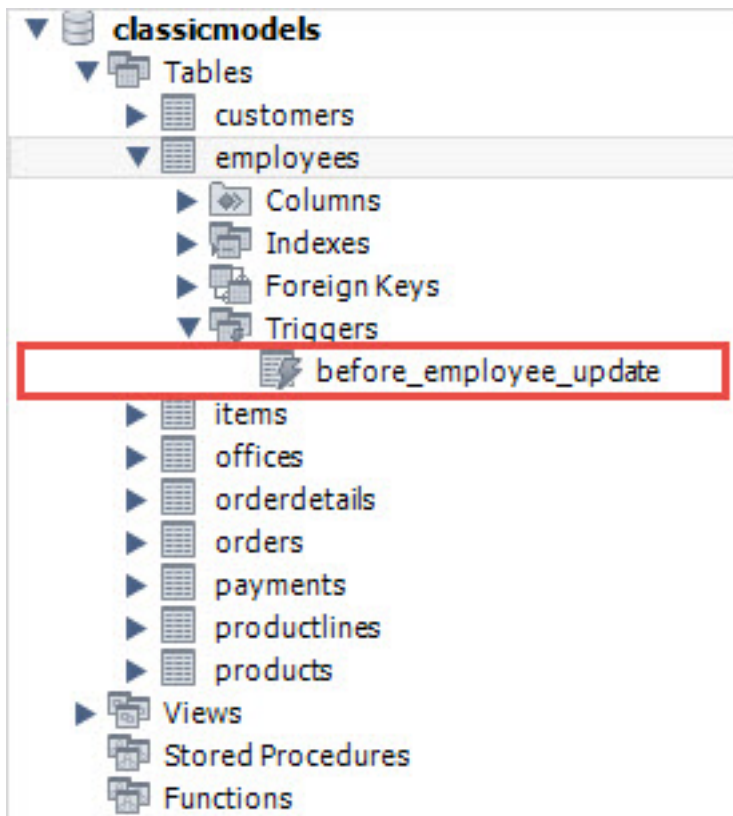 classicmodels
Tables
customers
employees
Columns
Indexes
Foreign Keys
Triggers
before_employee_update
items
offices
orderdetails
orders
payments
productlines
products
Views
Stored Procedures
Functions